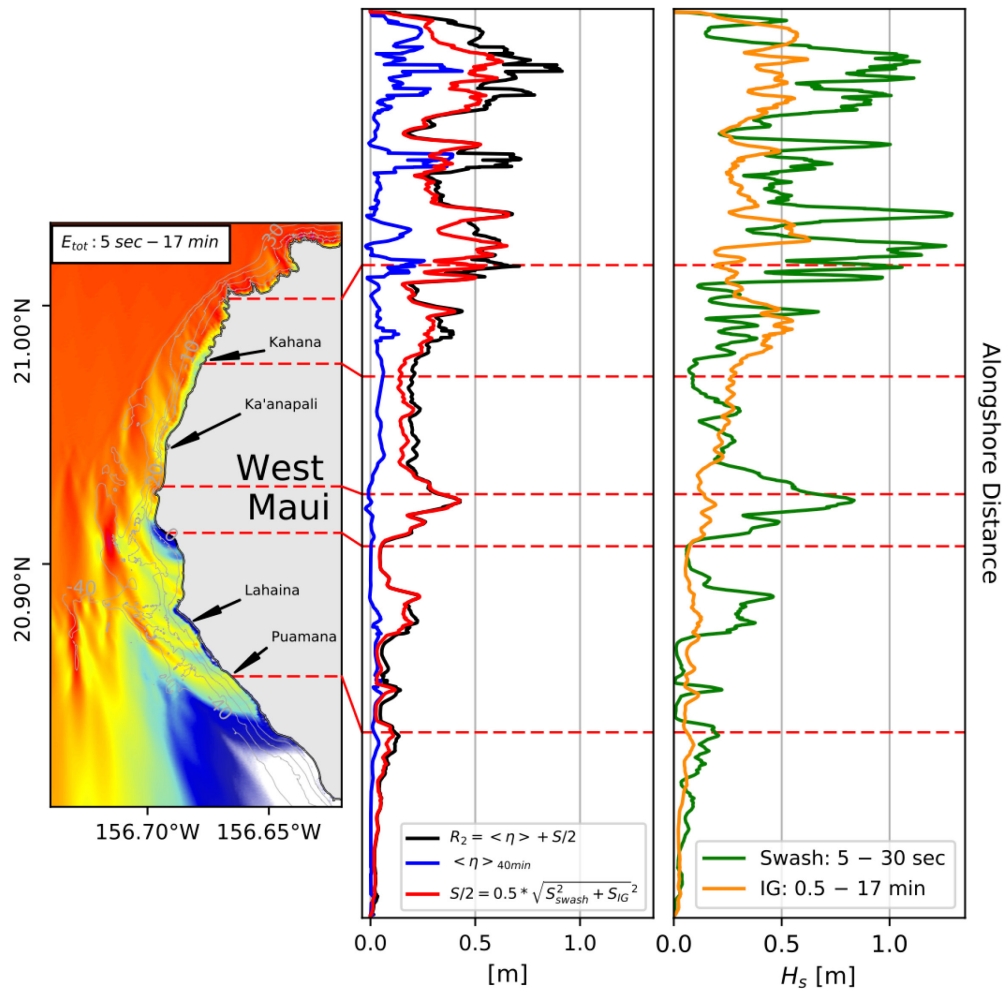 E_tot : 5 sec − 17 min
-30
-10
-20
-40
21.00°N
20.90°N
Kahana
Ka'anapali
West
Maui
Lahaina
Puamana
156.70°W 156.65°W
R_2 = < η > + S/2
< η >_40min
S/2 = 0.5 * √(S²_swash + S_IG²)
0.0 0.5 1.0
[m]
Swash: 5 − 30 sec
IG: 0.5 − 17 min
0.0 0.5 1.0
H_s [m]
Alongshore Distance